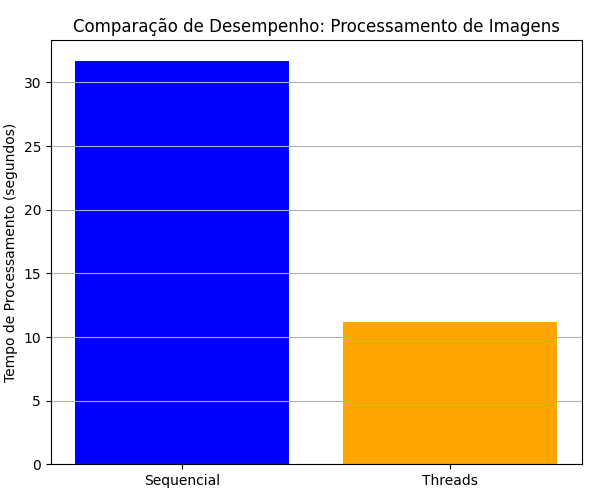 Comparação de Desempenho: Processamento de Imagens
Tempo de Processamento (segundos)
30
25
20
15
10
5
0
Sequencial
Threads